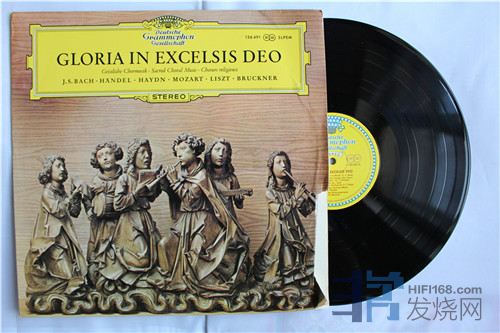 Deutsche
Grammophon
Gesellschaft
GLORIA IN EXCELSIS DEO
Geistliche Chormusik · Sacred Choral Music · Chœurs religieux
J.S.BACH · HÄNDEL · HAYDN · MOZART · LISZT · BRUCKNER
STEREO
HIFI168.com
发烧网